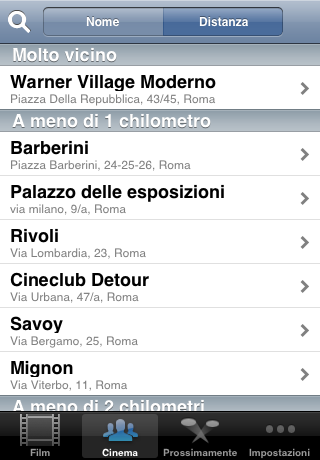 Nome
Distanza
Molto vicino
Warner Village Moderno
Piazza Della Repubblica, 43/45, Roma
A meno di 1 chilometro
Barberini
Piazza Barberini, 24-25-26, Roma
Palazzo delle esposizioni
via milano, 9/a, Roma
Rivoli
Via Lombardia, 23, Roma
Cineclub Detour
Via Urbana, 47/a, Roma
Savoy
Via Bergamo, 25, Roma
Mignon
Via Viterbo, 11, Roma
A meno di 2 chilometri
Film
Cinema
Prossimamente
Impostazioni